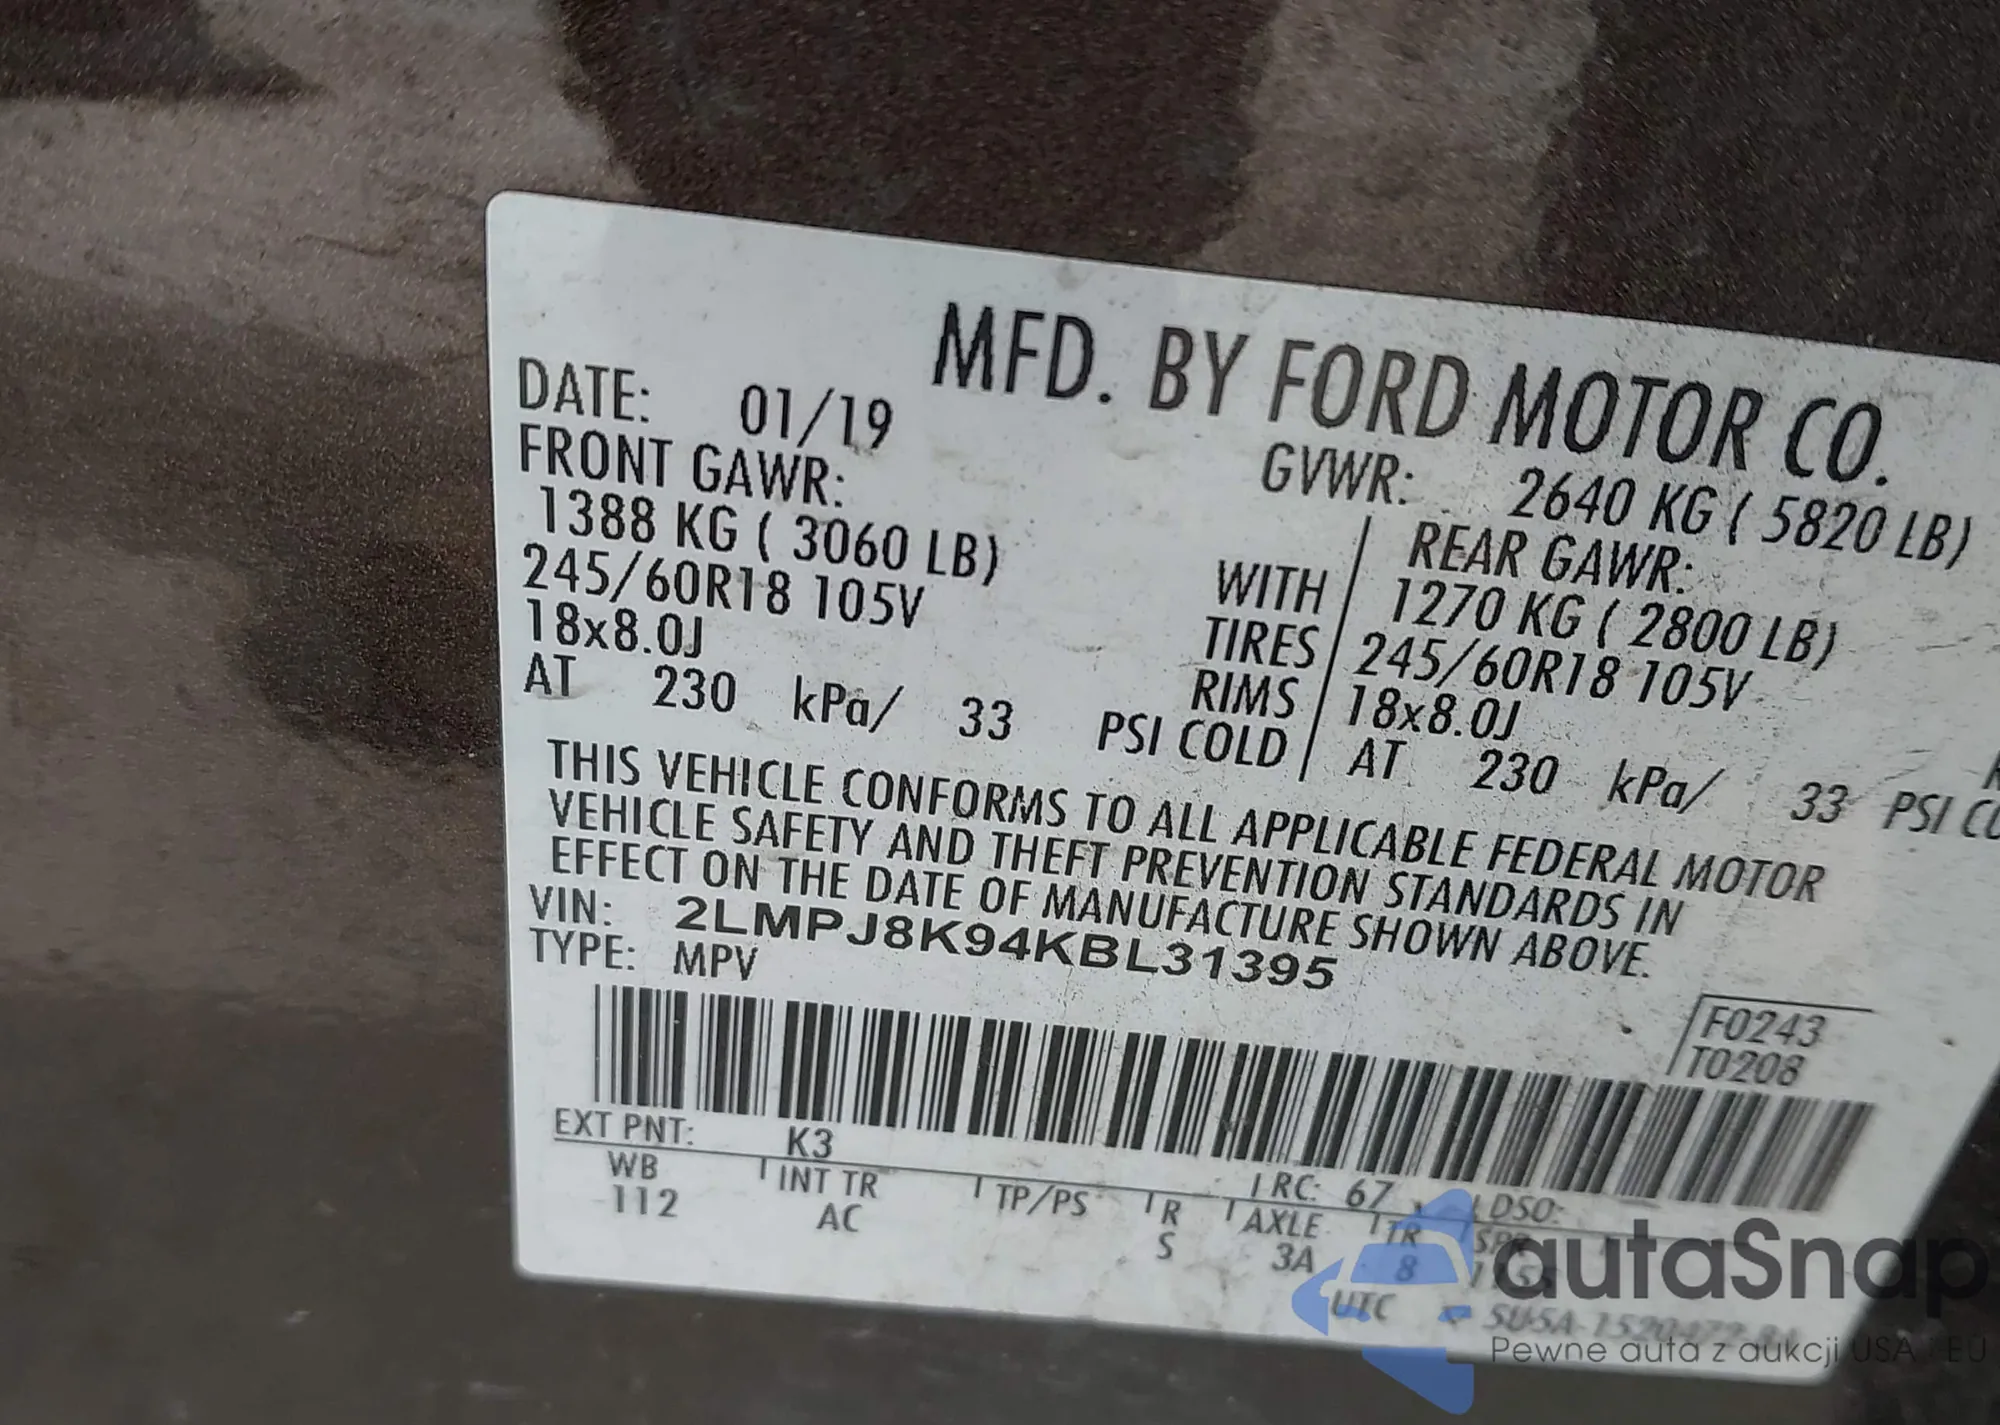 MFD. BY FORD MOTOR CO.
DATE: 01/19
GVWR: 2640 KG ( 5820 LB)
FRONT GAWR:
REAR GAWR:
1388 KG ( 3060 LB) WITH 1270 KG ( 2800 LB)
245/60R18 105V TIRES 245/60R18 105V
18x8.0J RIMS 18x8.0J
AT 230 kPa/ 33 PSI COLD AT 230 kPa/ 33 PSI CO
THIS VEHICLE CONFORMS TO ALL APPLICABLE FEDERAL MOTOR
VEHICLE SAFETY AND THEFT PREVENTION STANDARDS IN
EFFECT ON THE DATE OF MANUFACTURE SHOWN ABOVE.
VIN: 2LMPJ8K94KBL31395
TYPE: MPV
F0243
T0208
EXT PNT: K3 RC: 67 DSO:
WB INT TR TP/PS R AXLE TR SPR
112 AC S 3A 8
UTC
autaSnap
Pewne auta z aukcji USA i EU